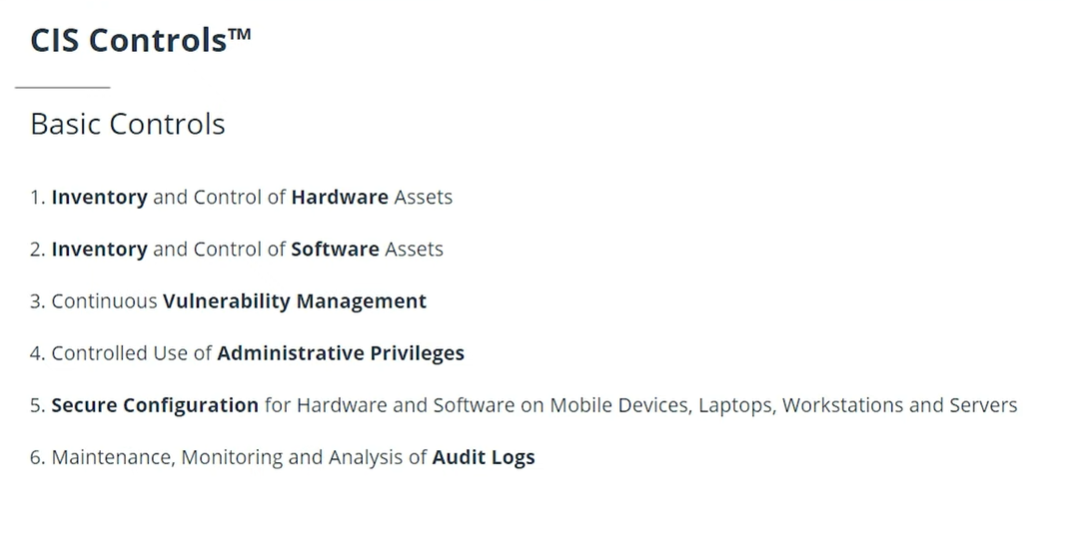 CIS Controls™
Basic Controls
1. Inventory and Control of Hardware Assets
2. Inventory and Control of Software Assets
3. Continuous Vulnerability Management
4. Controlled Use of Administrative Privileges
5. Secure Configuration for Hardware and Software on Mobile Devices, Laptops, Workstations and Servers
6. Maintenance, Monitoring and Analysis of Audit Logs